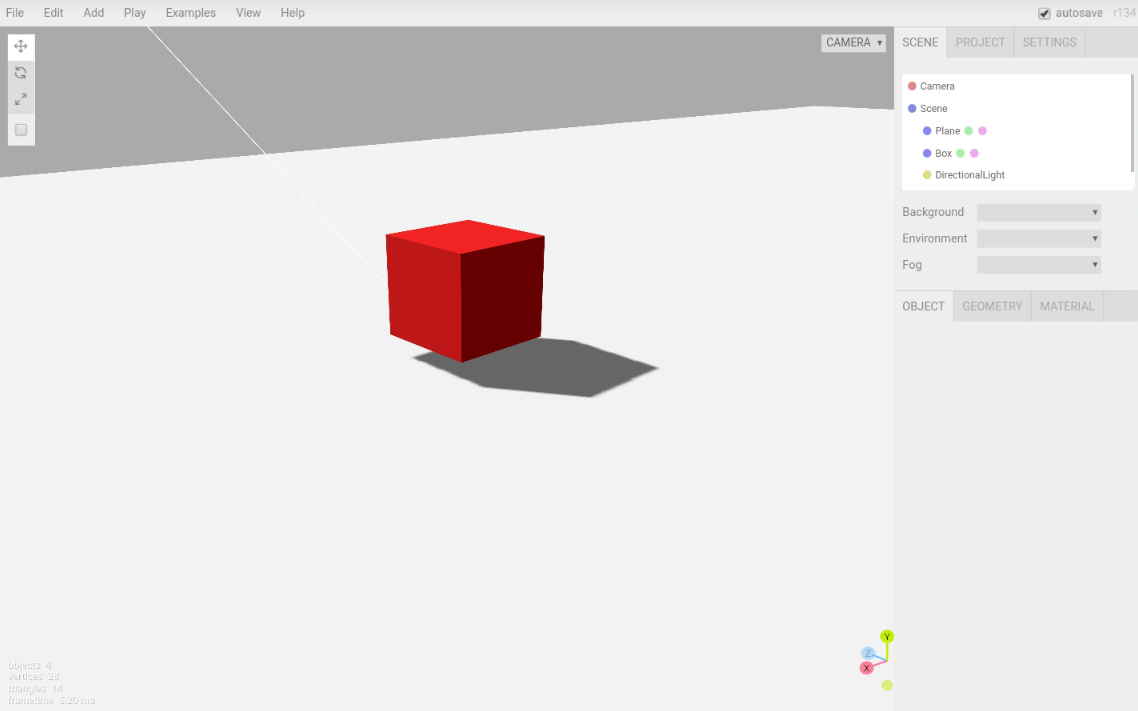 File Edit Add Play Examples View Help autosave r134
CAMERA
SCENE PROJECT SETTINGS
Camera
Scene
Plane
Box
DirectionalLight
Background
Environment
Fog
OBJECT GEOMETRY MATERIAL
Y
Z
X
objects 4
vertices 28
triangles 14
frametime 5.20 ms